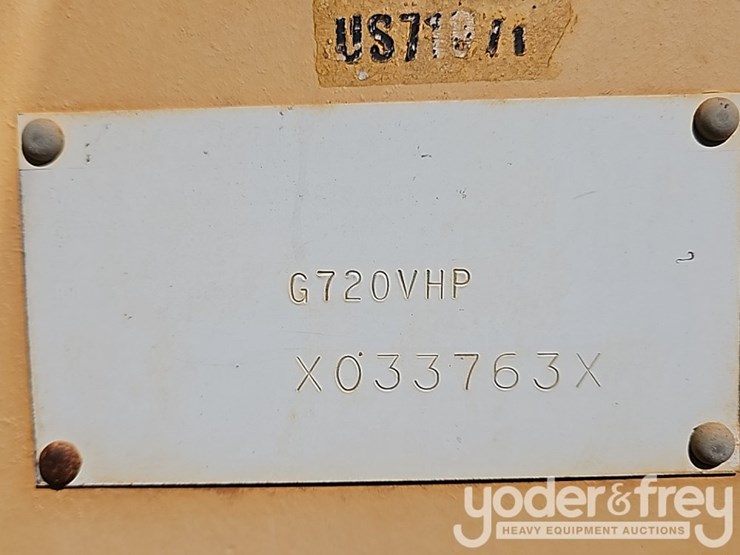 G720VHP
X033763X
yoder&frey
HEAVY EQUIPMENT AUCTIONS